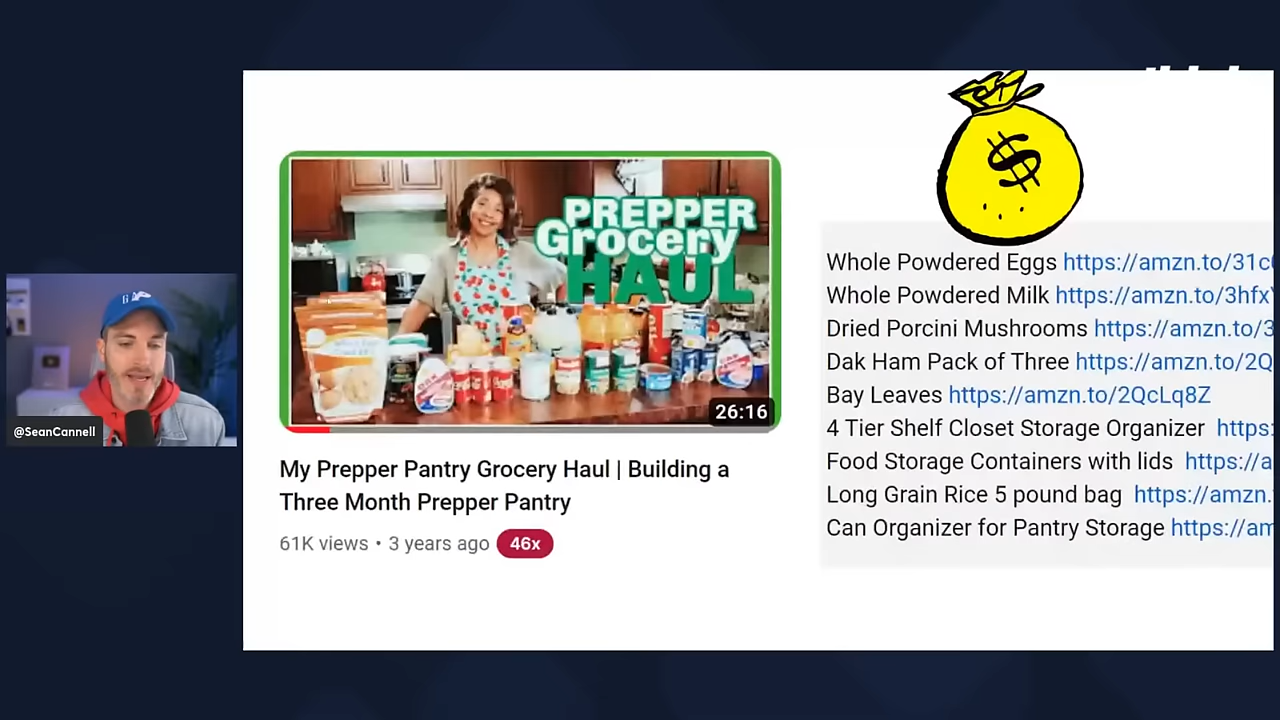 @SeanCannell
PREPPER
Grocery
HAUL
26:16
My Prepper Pantry Grocery Haul | Building a
Three Month Prepper Pantry
61K views • 3 years ago 46x
$
Whole Powdered Eggs https://amzn.to/31c
Whole Powdered Milk https://amzn.to/3hfx
Dried Porcini Mushrooms https://amzn.to/3
Dak Ham Pack of Three https://amzn.to/2Q
Bay Leaves https://amzn.to/2QcLq8Z
4 Tier Shelf Closet Storage Organizer https:
Food Storage Containers with lids https://a
Long Grain Rice 5 pound bag https://amzn.
Can Organizer for Pantry Storage https://am